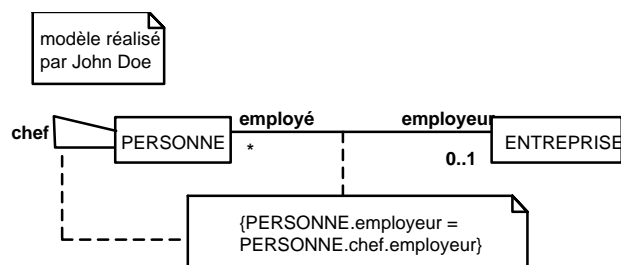 modèle réalisé
par John Doe
employé
employeur
chef
PERSONNE
ENTREPRISE
*
0..1
{PERSONNE.employeur =
PERSONNE.chef.employeur}